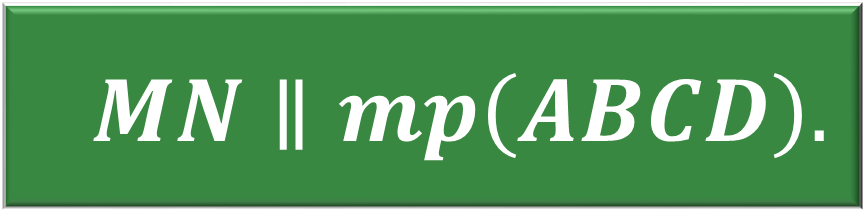 MN ∥ mp(ABCD).